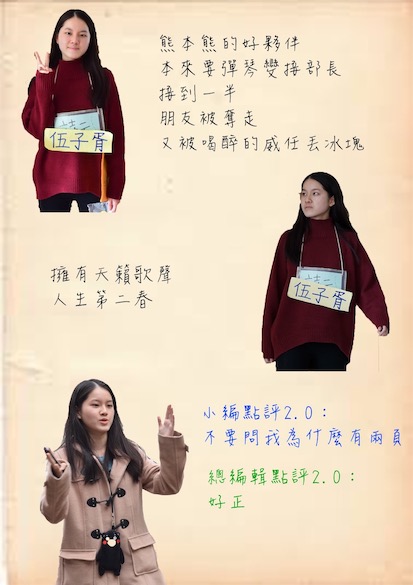 熊本熊的好夥伴
本來要彈琴變接部長
接到一半
朋友被奪走
又被喝醉的威任丟冰塊
伍子胥
擁有天籟歌聲
人生第二春
伍子胥
小編點評2.0：
不要問我為什麼有兩頁
總編輯點評2.0：
好正